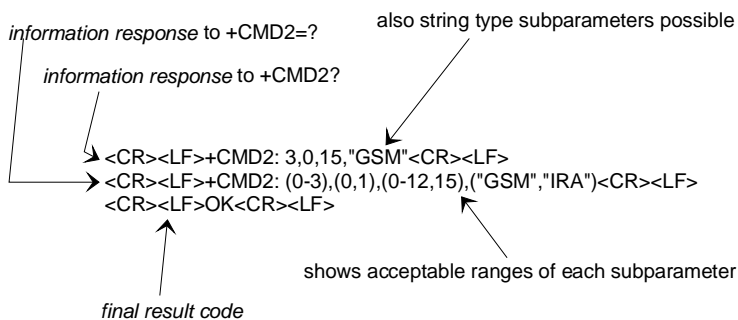 also string type subparameters possible
information response to +CMD2=?
information response to +CMD2?
<CR><LF>+CMD2: 3,0,15,"GSM"<CR><LF>
<CR><LF>+CMD2: (0-3),(0,1),(0-12,15),("GSM","IRA")<CR><LF>
<CR><LF>OK<CR><LF>
shows acceptable ranges of each subparameter
final result code